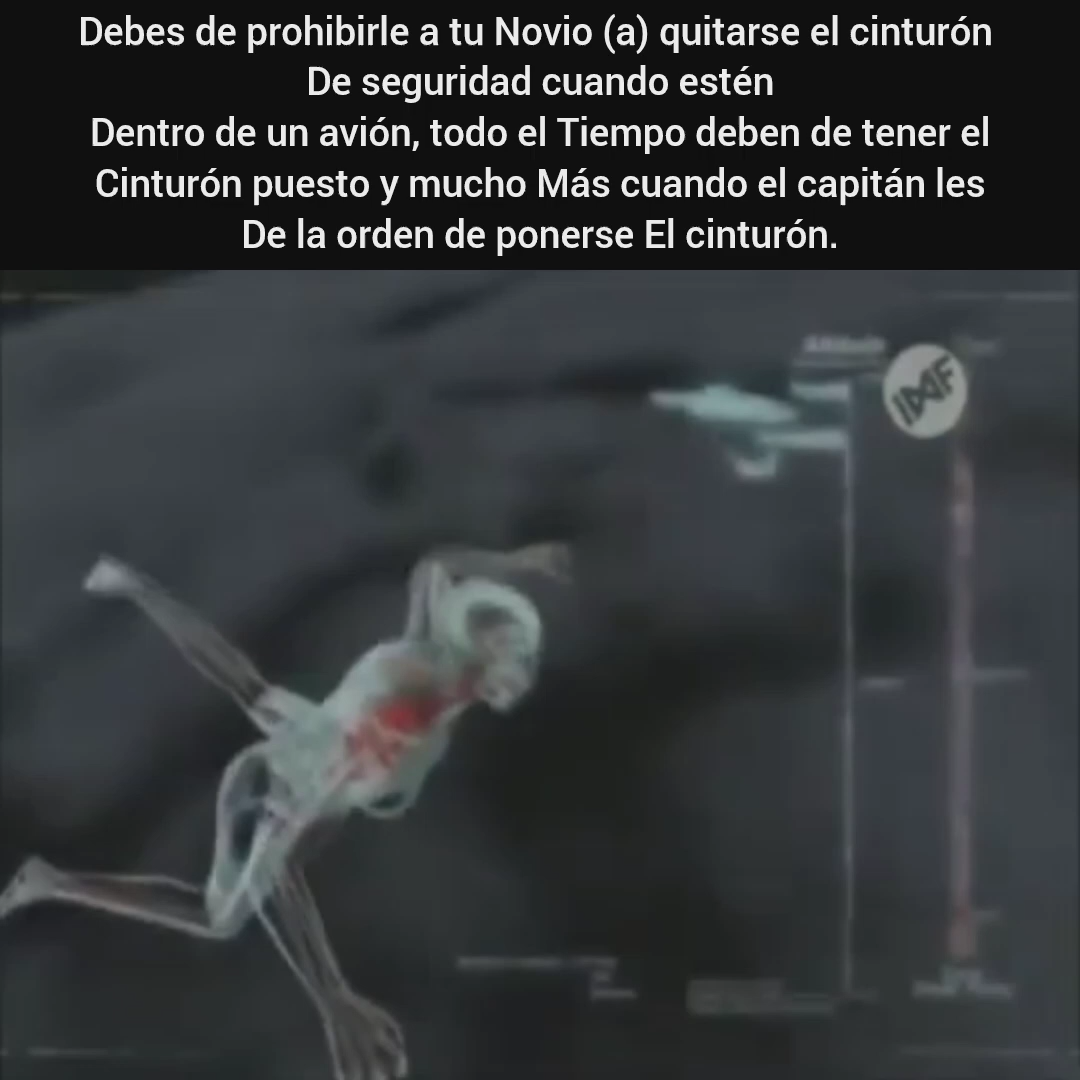 Debes de prohibirle a tu Novio (a) quitarse el cinturón
De seguridad cuando estén
Dentro de un avión, todo el Tiempo deben de tener el
Cinturón puesto y mucho Más cuando el capitán les
De la orden de ponerse El cinturón.
Altitude